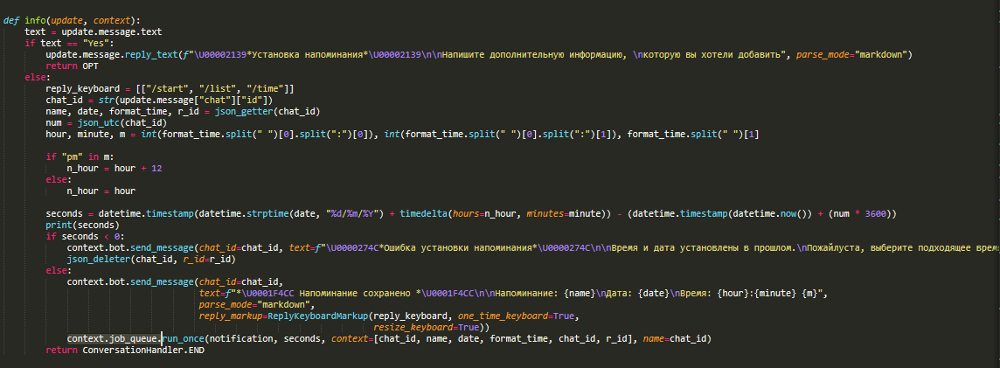 def info(update, context):
    text = update.message.text
    if text == "Yes":
        update.message.reply_text(f"\U00002139*Установка напоминания*\U00002139\n\nНапишите дополнительную информацию, \nкоторую вы хотели добавить", parse_mode="markdown")
        return OPT
    else:
        reply_keyboard = [["/start", "/list", "/time"]]
        chat_id = str(update.message["chat"]["id"])
        name, date, format_time, r_id = json_getter(chat_id)
        num = json_utc(chat_id)
        hour, minute, m = int(format_time.split(" ")[0].split(":")[0]), int(format_time.split(" ")[0].split(":")[1]), format_time.split(" ")[1]
        if "pm" in m:
            n_hour = hour + 12
        else:
            n_hour = hour
        seconds = datetime.timestamp(datetime.strptime(date, "%d/%m/%Y") + timedelta(hours=n_hour, minutes=minute)) - (datetime.timestamp(datetime.now()) + (num * 3600))
        print(seconds)
        if seconds < 0:
            context.bot.send_message(chat_id=chat_id, text=f"\U0000274C*Ошибка установки напоминания*\U0000274C\n\nВремя и дата установлены в прошлом.\nПожайлуста, выберите подходящее врем
            json_deleter(chat_id, r_id=r_id)
        else:
            context.bot.send_message(chat_id=chat_id,
                                     text=f"*\U0001F4CC Напоминание сохранено *\U0001F4CC\n\nНапоминание: {name}\nДата: {date}\nВремя: {hour}:{minute} {m}",
                                     parse_mode="markdown",
                                     reply_markup=ReplyKeyboardMarkup(reply_keyboard, one_time_keyboard=True,
                                                                      resize_keyboard=True))
            context.job_queue.run_once(notification, seconds, context=[chat_id, name, date, format_time, chat_id, r_id], name=chat_id)
        return ConversationHandler.END